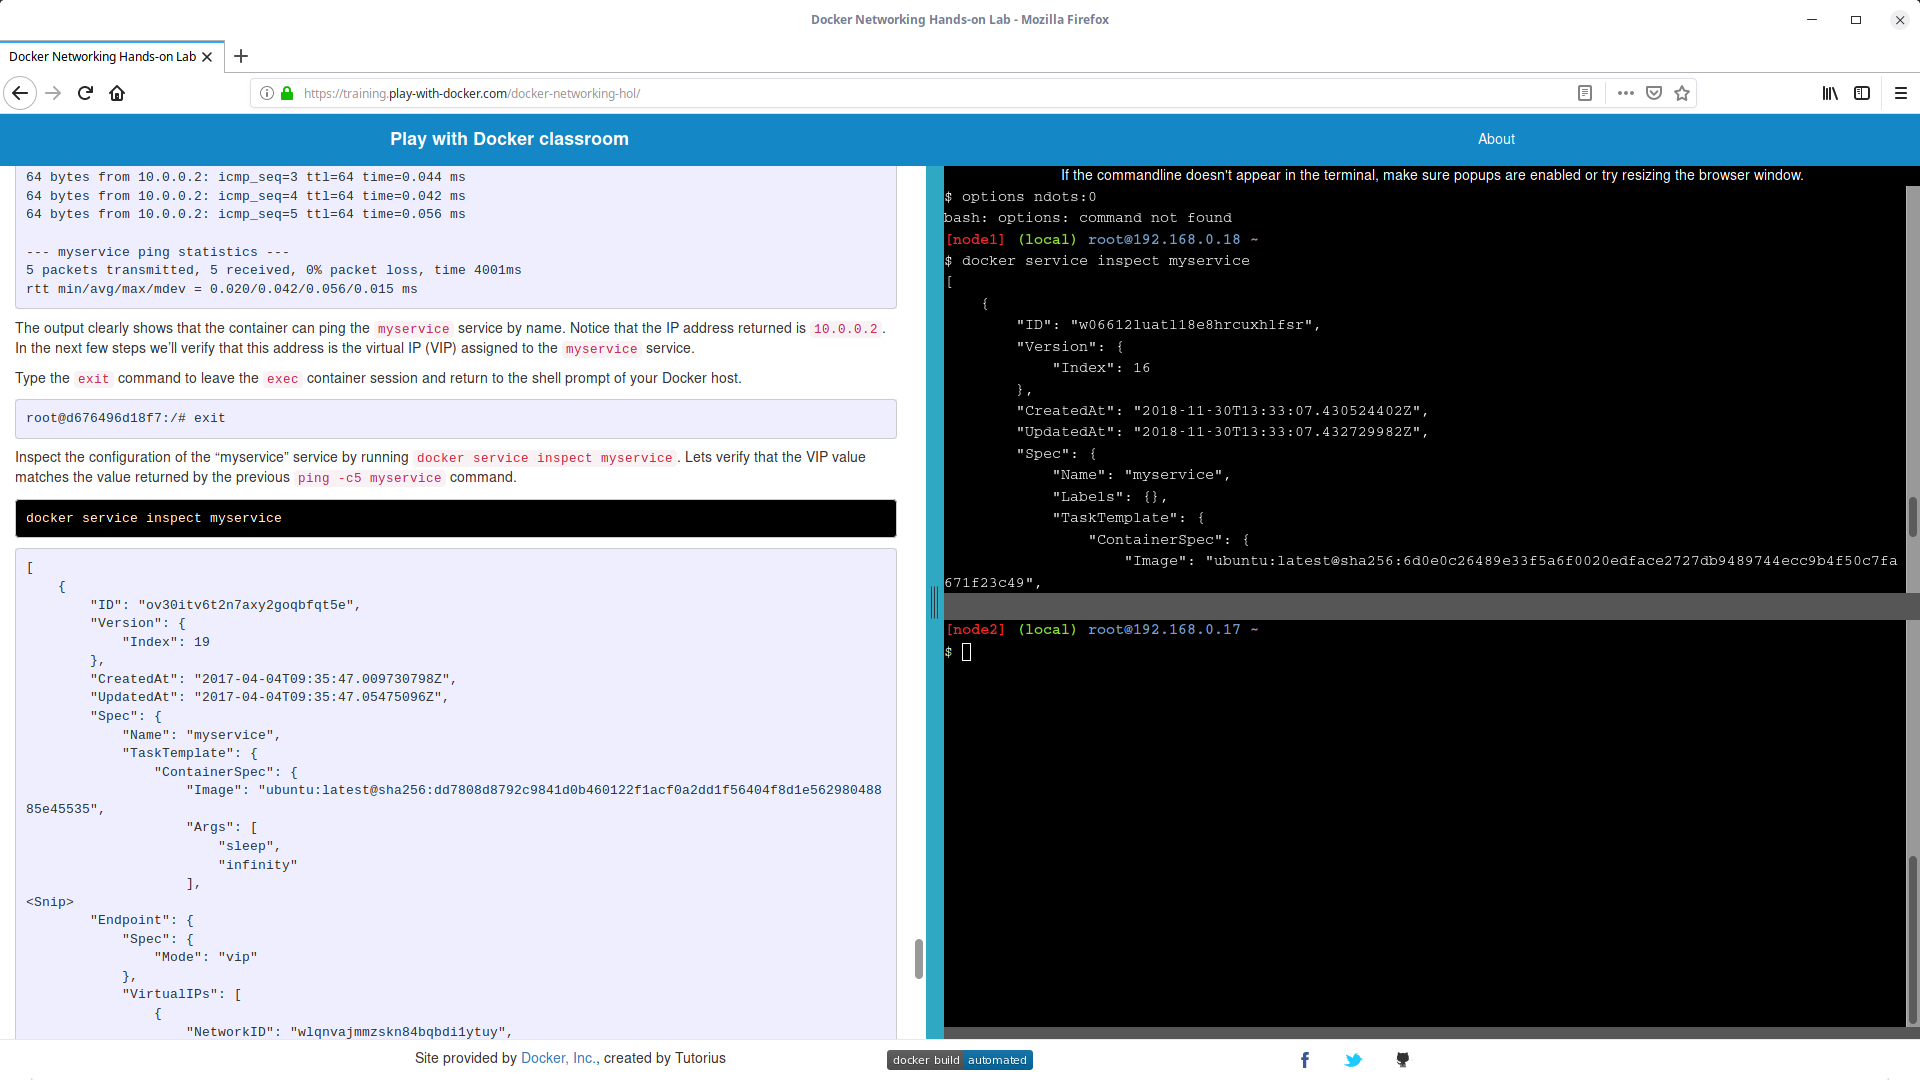 Docker Networking Hands-on Lab - Mozilla Firefox
Docker Networking Hands-on Lab
https://training.play-with-docker.com/docker-networking-hol/
Play with Docker classroom
About
64 bytes from 10.0.0.2: icmp_seq=3 ttl=64 time=0.044 ms
64 bytes from 10.0.0.2: icmp_seq=4 ttl=64 time=0.042 ms
64 bytes from 10.0.0.2: icmp_seq=5 ttl=64 time=0.056 ms
--- myservice ping statistics ---
5 packets transmitted, 5 received, 0% packet loss, time 4001ms
rtt min/avg/max/mdev = 0.020/0.042/0.056/0.015 ms
The output clearly shows that the container can ping the myservice service by name. Notice that the IP address returned is 10.0.0.2.
In the next few steps we’ll verify that this address is the virtual IP (VIP) assigned to the myservice service.
Type the exit command to leave the exec container session and return to the shell prompt of your Docker host.
root@d676496d18f7:/# exit
Inspect the configuration of the “myservice” service by running docker service inspect myservice. Lets verify that the VIP value
matches the value returned by the previous ping -c5 myservice command.
docker service inspect myservice
[
{
"ID": "ov30itv6t2n7axy2goqbfqt5e",
"Version": {
"Index": 19
},
"CreatedAt": "2017-04-04T09:35:47.009730798Z",
"UpdatedAt": "2017-04-04T09:35:47.05475096Z",
"Spec": {
"Name": "myservice",
"TaskTemplate": {
"ContainerSpec": {
"Image": "ubuntu:latest@sha256:dd7808d8792c9841d0b460122f1acf0a2dd1f56404f8d1e562980488
85e45535",
"Args": [
"sleep",
"infinity"
],
<Snip>
"Endpoint": {
"Spec": {
"Mode": "vip"
},
"VirtualIPs": [
{
"NetworkID": "wlqnvajmmzskn84bqbdi1ytuy",
If the commandline doesn't appear in the terminal, make sure popups are enabled or try resizing the browser window.
$ options ndots:0
bash: options: command not found
[node1] (local) root@192.168.0.18 ~
$ docker service inspect myservice
[
{
"ID": "w06612luatl18e8hrcuxhlfsr",
"Version": {
"Index": 16
},
"CreatedAt": "2018-11-30T13:33:07.430524402Z",
"UpdatedAt": "2018-11-30T13:33:07.432729982Z",
"Spec": {
"Name": "myservice",
"Labels": {},
"TaskTemplate": {
"ContainerSpec": {
"Image": "ubuntu:latest@sha256:6d0e0c26489e33f5a6f0020edface2727db9489744ecc9b4f50c7fa
671f23c49",
[node2] (local) root@192.168.0.17 ~
$
Site provided by Docker, Inc., created by Tutorius
docker build automated